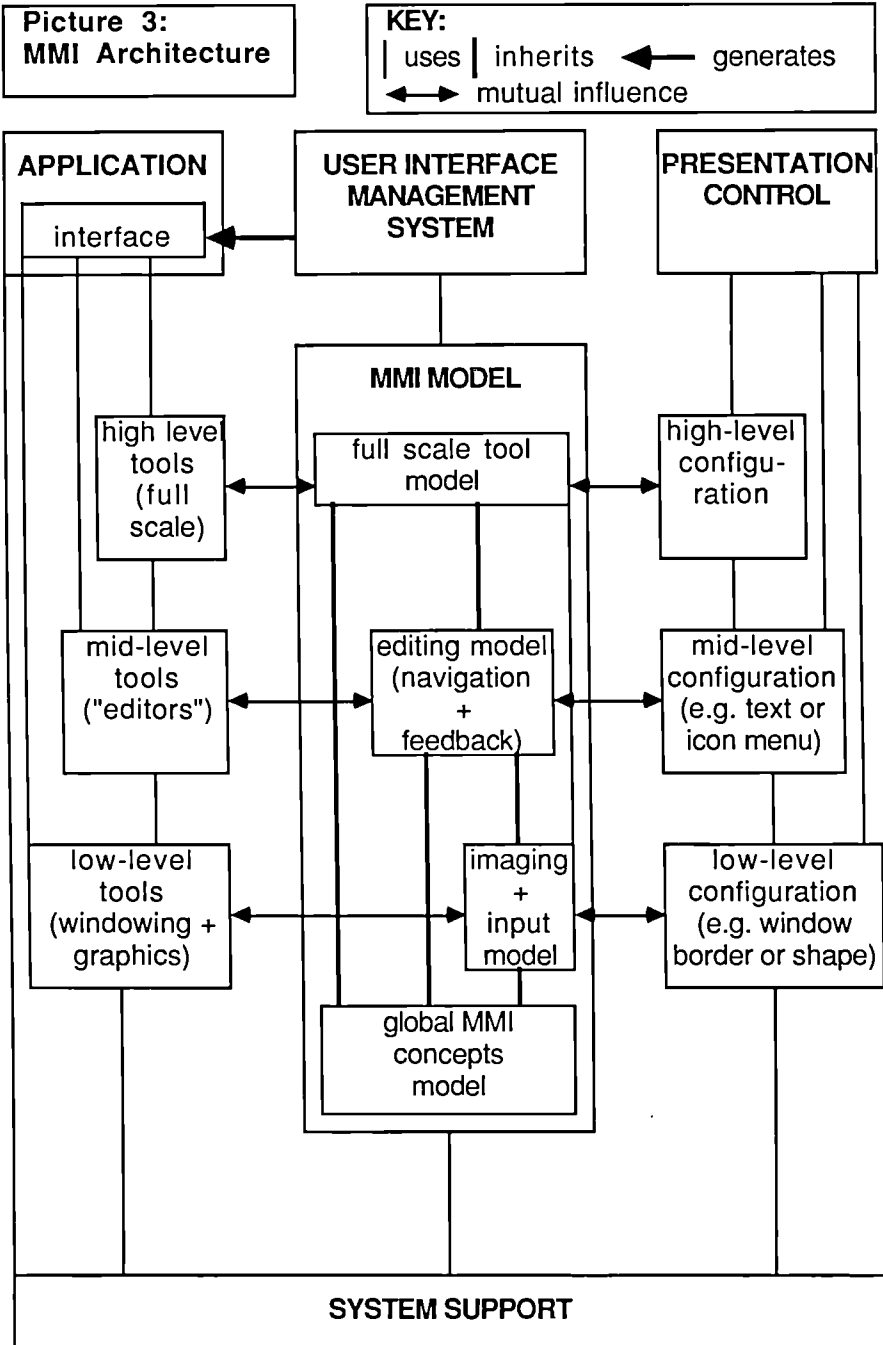 Picture 3:
MMI Architecture
KEY:
uses inherits generates
mutual influence
APPLICATION
interface
USER INTERFACE
MANAGEMENT
SYSTEM
PRESENTATION
CONTROL
MMI MODEL
high level
tools
(full
scale)
full scale tool
model
high-level
configu-
ration
mid-level
tools
("editors")
editing model
(navigation
+
feedback)
mid-level
configuration
(e.g. text or
icon menu)
low-level
tools
(windowing +
graphics)
imaging
+
input
model
low-level
configuration
(e.g. window
border or shape)
global MMI
concepts
model
SYSTEM SUPPORT